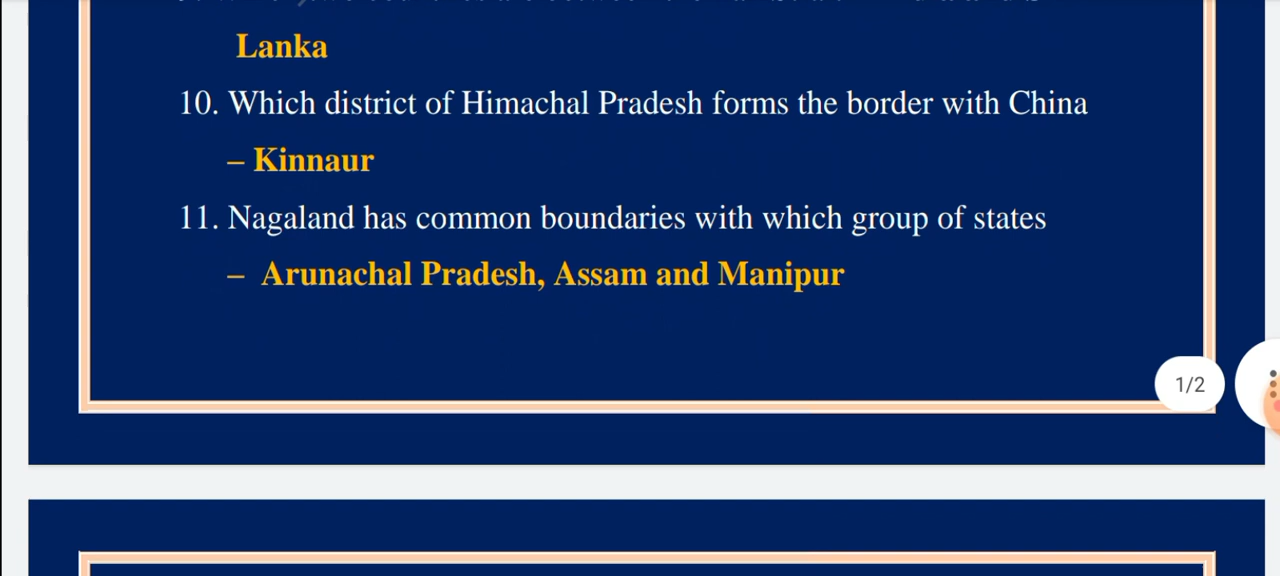 Lanka
10. Which district of Himachal Pradesh forms the border with China
– Kinnaur
11. Nagaland has common boundaries with which group of states
– Arunachal Pradesh, Assam and Manipur
1/2